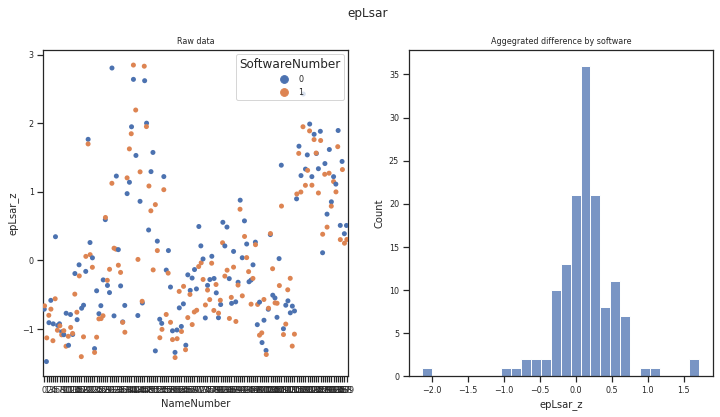 epLsar
Raw data
SoftwareNumber
0
1
3
2
1
0
−1
epLsar_z
NameNumber
Aggegrated difference by software
35
30
25
20
15
10
5
0
Count
−2.0 −1.5 −1.0 −0.5 0.0 0.5 1.0 1.5
epLsar_z